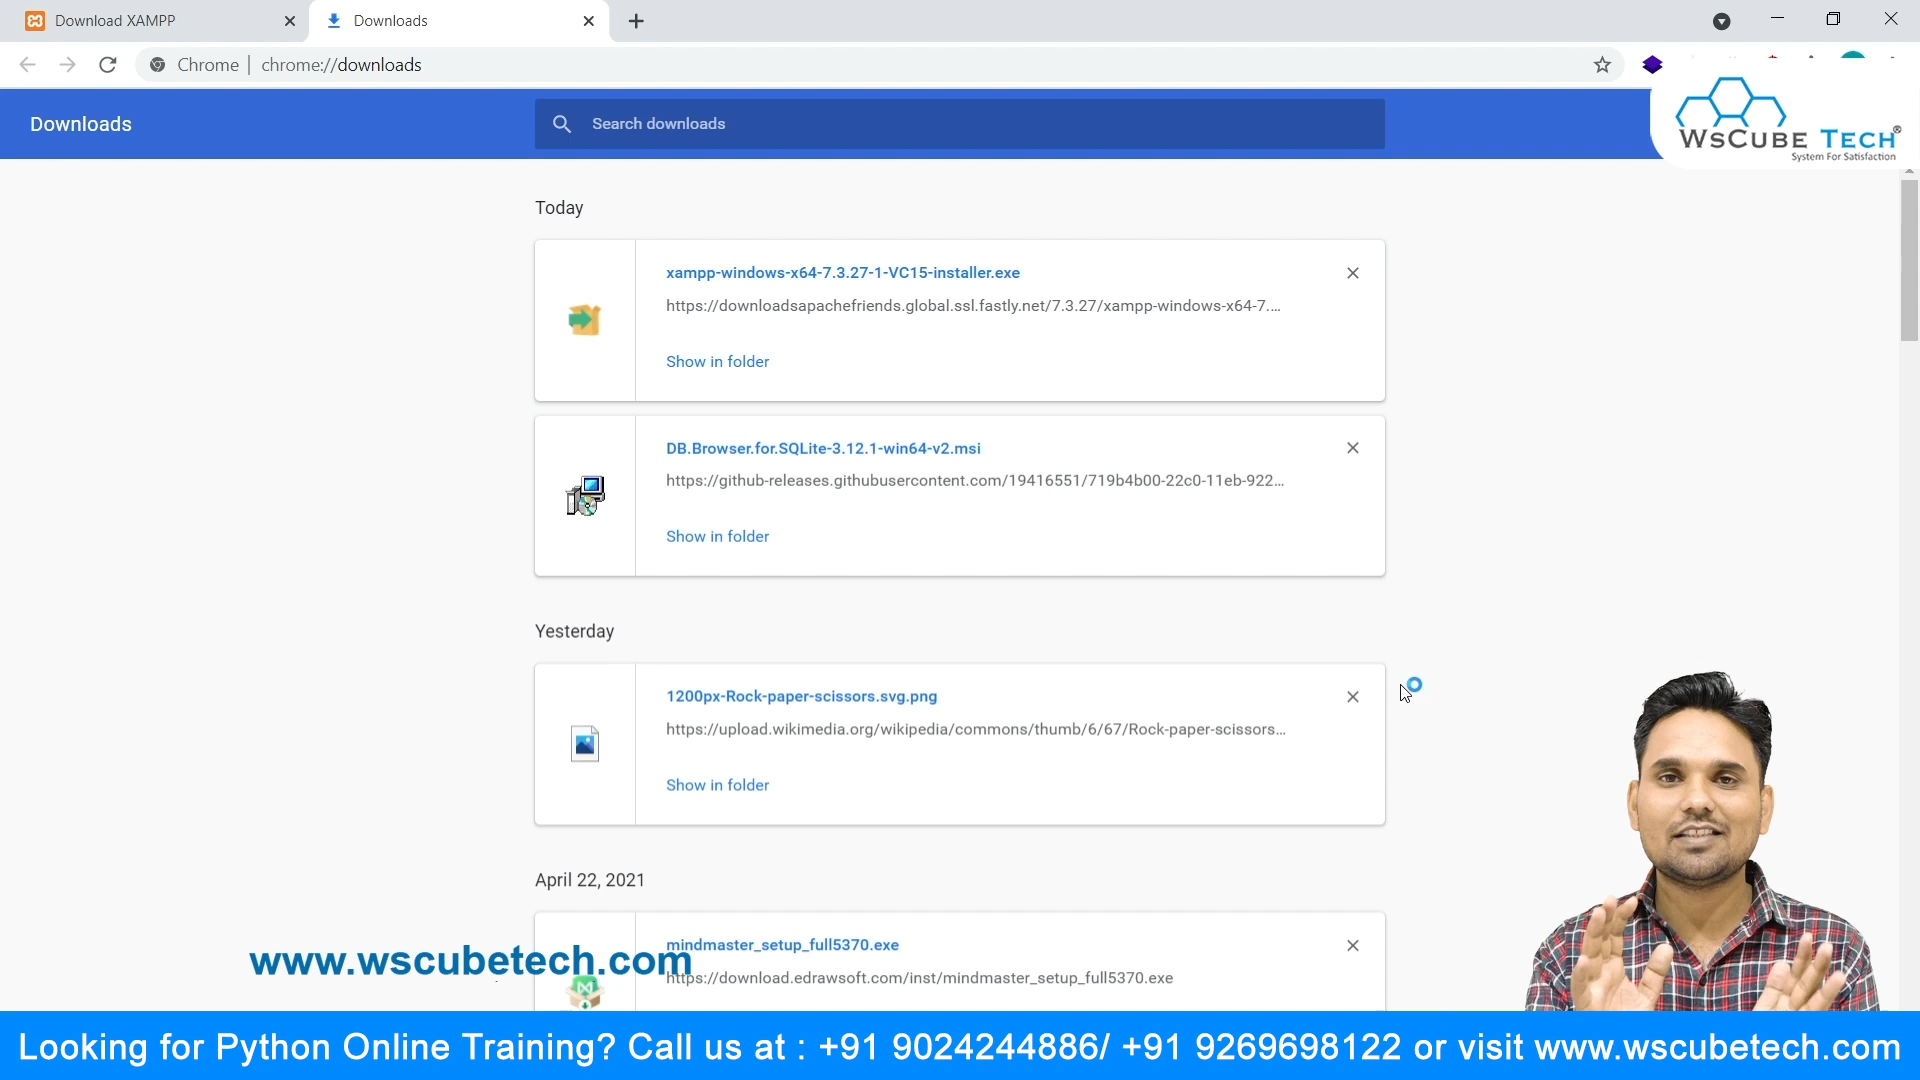 Download XAMPP
Downloads
Chrome | chrome://downloads
Downloads
Search downloads
WsCube Tech®
System For Satisfaction
Today
xampp-windows-x64-7.3.27-1-VC15-installer.exe
https://downloadsapachefriends.global.ssl.fastly.net/7.3.27/xampp-windows-x64-7....
Show in folder
DB.Browser.for.SQLite-3.12.1-win64-v2.msi
https://github-releases.githubusercontent.com/19416551/719b4b00-22c0-11eb-922...
Show in folder
Yesterday
1200px-Rock-paper-scissors.svg.png
https://upload.wikimedia.org/wikipedia/commons/thumb/6/67/Rock-paper-scissors...
Show in folder
April 22, 2021
mindmaster_setup_full5370.exe
www.wscubetech.com
https://download.edrawsoft.com/inst/mindmaster_setup_full5370.exe
Looking for Python Online Training? Call us at : +91 9024244886/ +91 9269698122 or visit www.wscubetech.com